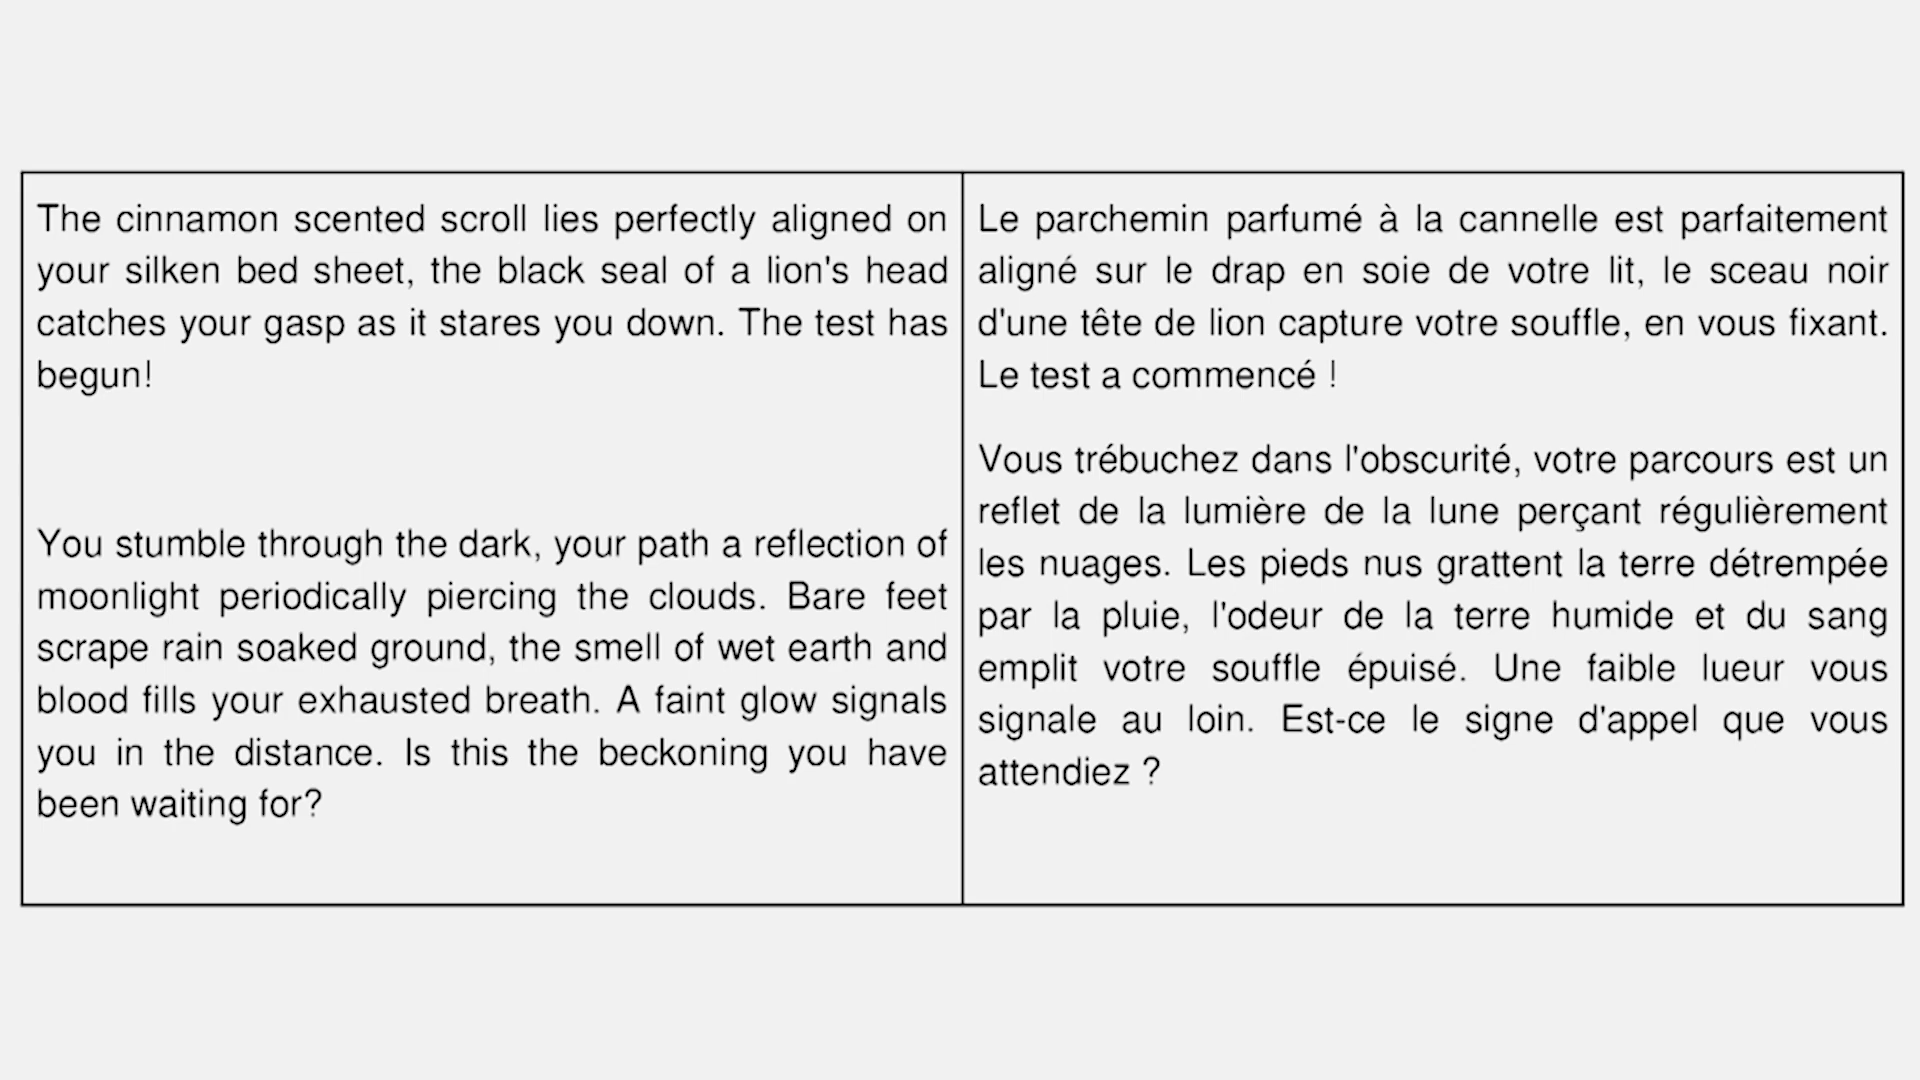 The cinnamon scented scroll lies perfectly aligned on
your silken bed sheet, the black seal of a lion's head
catches your gasp as it stares you down. The test has
begun!
You stumble through the dark, your path a reflection of
moonlight periodically piercing the clouds. Bare feet
scrape rain soaked ground, the smell of wet earth and
blood fills your exhausted breath. A faint glow signals
you in the distance. Is this the beckoning you have
been waiting for?
Le parchemin parfumé à la cannelle est parfaitement
aligné sur le drap en soie de votre lit, le sceau noir
d'une tête de lion capture votre souffle, en vous fixant.
Le test a commencé !
Vous trébuchez dans l'obscurité, votre parcours est un
reflet de la lumière de la lune perçant régulièrement
les nuages. Les pieds nus grattent la terre détrempée
par la pluie, l'odeur de la terre humide et du sang
emplit votre souffle épuisé. Une faible lueur vous
signale au loin. Est-ce le signe d'appel que vous
attendiez ?